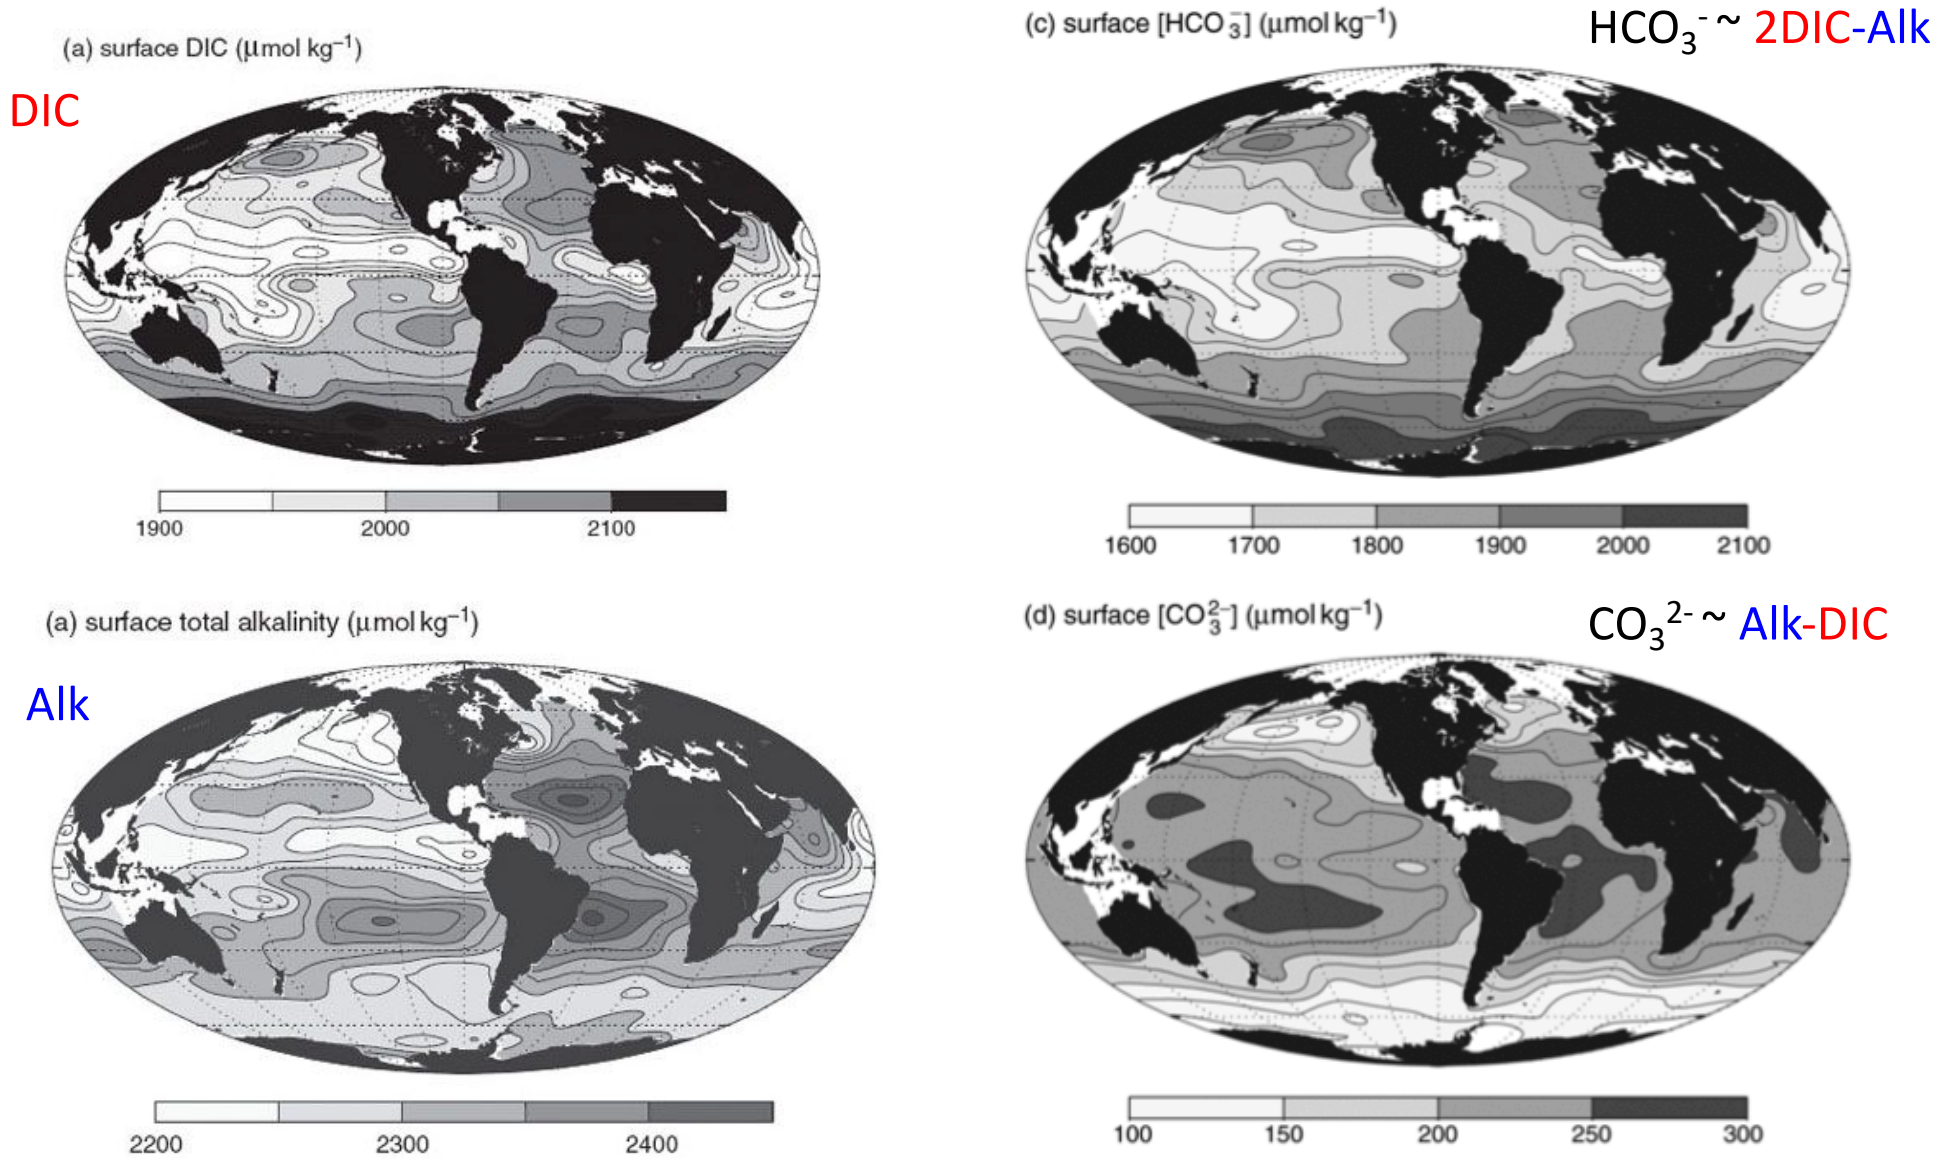 (a) surface DIC (μmol kg⁻¹)
DIC
1900 2000 2100
(c) surface [HCO₃⁻] (μmol kg⁻¹)
HCO₃⁻ ~ 2DIC-Alk
1600 1700 1800 1900 2000 2100
(a) surface total alkalinity (μmol kg⁻¹)
Alk
2200 2300 2400
(d) surface [CO₃²⁻] (μmol kg⁻¹)
CO₃²⁻ ~ Alk-DIC
100 150 200 250 300